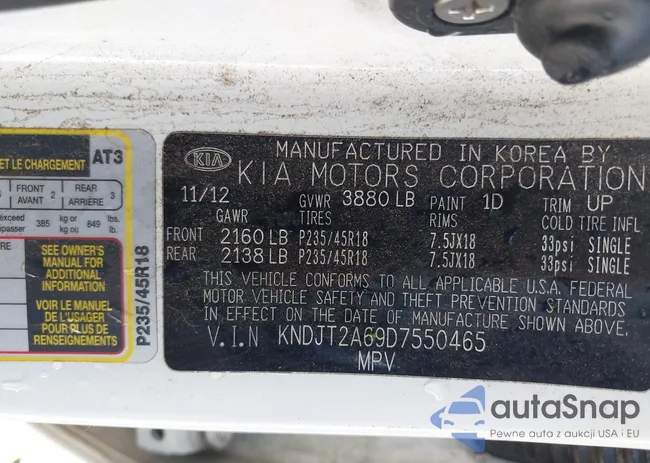 ET LE CHARGEMENT AT3
FRONT AVANT 2 REAR ARRIÈRE 3
exceed 385 kg or kg ou 849 lbs. lb.
SEE OWNER'S
MANUAL FOR
ADDITIONAL
INFORMATION
VOIR LE MANUEL
DE L'USAGER
POUR PLUS DE
RENSEIGNEMENTS
P235/45R18
KIA
MANUFACTURED IN KOREA BY
KIA MOTORS CORPORATION
11/12 GVWR 3880 LB PAINT 1D TRIM UP
GAWR TIRES RIMS COLD TIRE INFL
FRONT 2160 LB P235/45R18 7.5JX18 33psi SINGLE
REAR 2138 LB P235/45R18 7.5JX18 33psi SINGLE
THIS VEHICLE CONFORMS TO ALL APPLICABLE U.S.A. FEDERAL
MOTOR VEHICLE SAFETY AND THEFT PREVENTION STANDARDS
IN EFFECT ON THE DATE OF MANUFACTURE SHOWN ABOVE.
V.I.N KNDJT2A69D7550465
MPV
autaSnap
Pewne auta z aukcji USA i EU